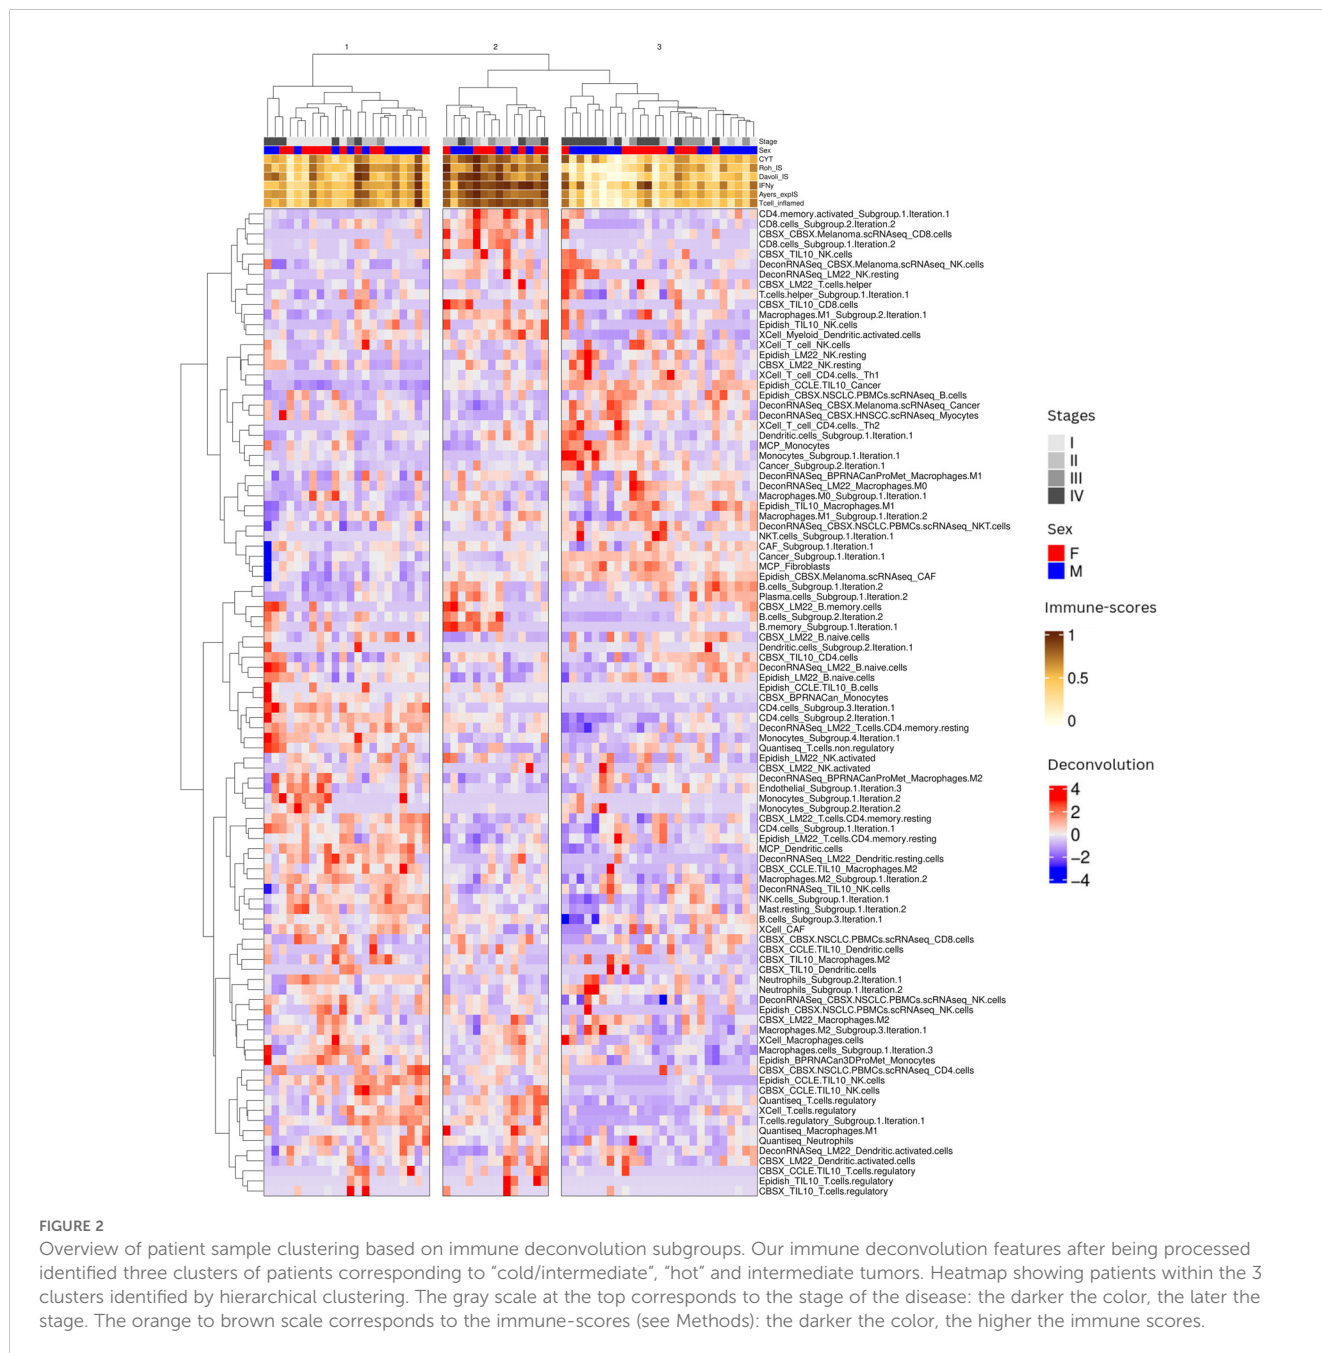 1 2 3
Stage
Sex
CYT
Roh_IS
Davoli_IS
IFNy
Ayers_expIS
Tcell_inflamed
CD4.memory.activated_Subgroup.1.Iteration.1
CD8.cells_Subgroup.2.Iteration.2
CBSX_CBSX.Melanoma.scRNAseq_CD8.cells
CD8.cells_Subgroup.1.Iteration.2
CBSX_TIL10_NK.cells
DeconRNASeq_CBSX.Melanoma.scRNAseq_NK.cells
DeconRNASeq_LM22_NK.resting
CBSX_LM22_T.cells.helper
T.cells.helper_Subgroup.1.Iteration.1
CBSX_TIL10_CD8.cells
Macrophages.M1_Subgroup.2.Iteration.1
Epidish_TIL10_NK.cells
XCell_Myeloid_Dendritic.activated.cells
XCell_T_cell_NK.cells
Epidish_LM22_NK.resting
CBSX_LM22_NK.resting
XCell_T_cell_CD4.cells._Th1
Epidish_CCLE.TIL10_Cancer
Epidish_CBSX.NSCLC.PBMCs.scRNAseq_B.cells
DeconRNASeq_CBSX.Melanoma.scRNAseq_Cancer
DeconRNASeq_CBSX.HNSCC.scRNAseq_Myocytes
XCell_T_cell_CD4.cells._Th2
Dendritic.cells_Subgroup.1.Iteration.1
MCP_Monocytes
Monocytes_Subgroup.1.Iteration.1
Cancer_Subgroup.2.Iteration.1
DeconRNASeq_BPRNACanProMet_Macrophages.M1
DeconRNASeq_LM22_Macrophages.M0
Macrophages.M0_Subgroup.1.Iteration.1
Epidish_TIL10_Macrophages.M1
Macrophages.M1_Subgroup.1.Iteration.2
DeconRNASeq_CBSX.NSCLC.PBMCs.scRNAseq_NKT.cells
NKT.cells_Subgroup.1.Iteration.1
CAF_Subgroup.1.Iteration.1
Cancer_Subgroup.1.Iteration.1
MCP_Fibroblasts
Epidish_CBSX.Melanoma.scRNAseq_CAF
B.cells_Subgroup.1.Iteration.2
Plasma.cells_Subgroup.1.Iteration.2
CBSX_LM22_B.memory.cells
B.cells_Subgroup.2.Iteration.2
B.memory_Subgroup.1.Iteration.1
CBSX_LM22_B.naive.cells
Dendritic.cells_Subgroup.2.Iteration.1
CBSX_TIL10_CD4.cells
DeconRNASeq_LM22_B.naive.cells
Epidish_LM22_B.naive.cells
Epidish_CCLE.TIL10_B.cells
CBSX_BPRNACan_Monocytes
CD4.cells_Subgroup.3.Iteration.1
CD4.cells_Subgroup.2.Iteration.1
DeconRNASeq_LM22_T.cells.CD4.memory.resting
Monocytes_Subgroup.4.Iteration.1
Quantiseq_T.cells.non.regulatory
Epidish_LM22_NK.activated
CBSX_LM22_NK.activated
DeconRNASeq_BPRNACanProMet_Macrophages.M2
Endothelial_Subgroup.1.Iteration.3
Monocytes_Subgroup.1.Iteration.2
Monocytes_Subgroup.2.Iteration.2
CBSX_LM22_T.cells.CD4.memory.resting
CD4.cells_Subgroup.1.Iteration.1
Epidish_LM22_T.cells.CD4.memory.resting
MCP_Dendritic.cells
DeconRNASeq_LM22_Dendritic.resting.cells
CBSX_CCLE.TIL10_Macrophages.M2
Macrophages.M2_Subgroup.1.Iteration.2
DeconRNASeq_TIL10_NK.cells
NK.cells_Subgroup.1.Iteration.1
Mast.resting_Subgroup.1.Iteration.2
B.cells_Subgroup.3.Iteration.1
XCell_CAF
CBSX_CBSX.NSCLC.PBMCs.scRNAseq_CD8.cells
CBSX_CCLE.TIL10_Dendritic.cells
CBSX_TIL10_Macrophages.M2
CBSX_TIL10_Dendritic.cells
Neutrophils_Subgroup.2.Iteration.1
Neutrophils_Subgroup.1.Iteration.2
DeconRNASeq_CBSX.NSCLC.PBMCs.scRNAseq_NK.cells
Epidish_CBSX.NSCLC.PBMCs.scRNAseq_NK.cells
CBSX_LM22_Macrophages.M2
Macrophages.M2_Subgroup.3.Iteration.1
XCell_Macrophages.cells
Macrophages.cells_Subgroup.1.Iteration.3
Epidish_BPRNACan3DProMet_Monocytes
CBSX_CBSX.NSCLC.PBMCs.scRNAseq_CD4.cells
Epidish_CCLE.TIL10_NK.cells
CBSX_CCLE.TIL10_NK.cells
Quantiseq_T.cells.regulatory
XCell_T.cells.regulatory
T.cells.regulatory_Subgroup.1.Iteration.1
Quantiseq_Macrophages.M1
Quantiseq_Neutrophils
DeconRNASeq_LM22_Dendritic.activated.cells
CBSX_LM22_Dendritic.activated.cells
CBSX_CCLE.TIL10_T.cells.regulatory
Epidish_TIL10_T.cells.regulatory
CBSX_TIL10_T.cells.regulatory
Stages
I
II
III
IV
Sex
F
M
Immune-scores
1
0.5
0
Deconvolution
4
2
0
−2
−4
FIGURE 2
Overview of patient sample clustering based on immune deconvolution subgroups. Our immune deconvolution features after being processed
identified three clusters of patients corresponding to “cold/intermediate”, “hot” and intermediate tumors. Heatmap showing patients within the 3
clusters identified by hierarchical clustering. The gray scale at the top corresponds to the stage of the disease: the darker the color, the later the
stage. The orange to brown scale corresponds to the immune-scores (see Methods): the darker the color, the higher the immune scores.